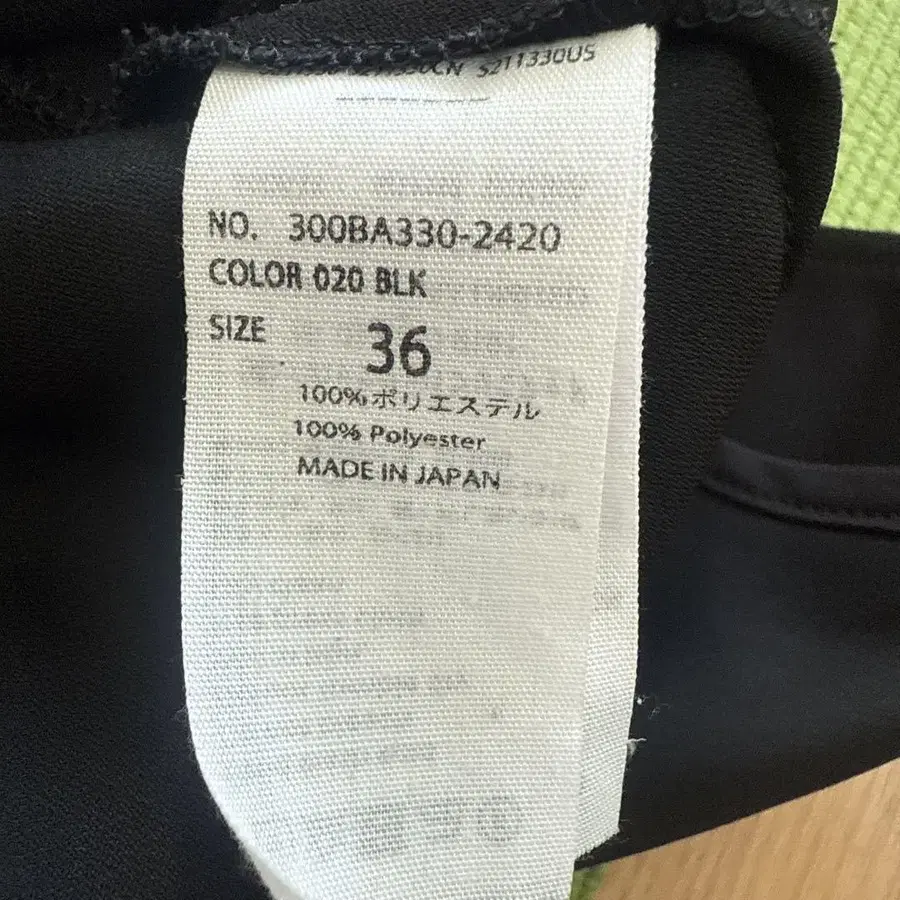 S211330US
NO. 300BA330-2420
COLOR 020 BLK
SIZE 36
100%ポリエステル
100% Polyester
MADE IN JAPAN